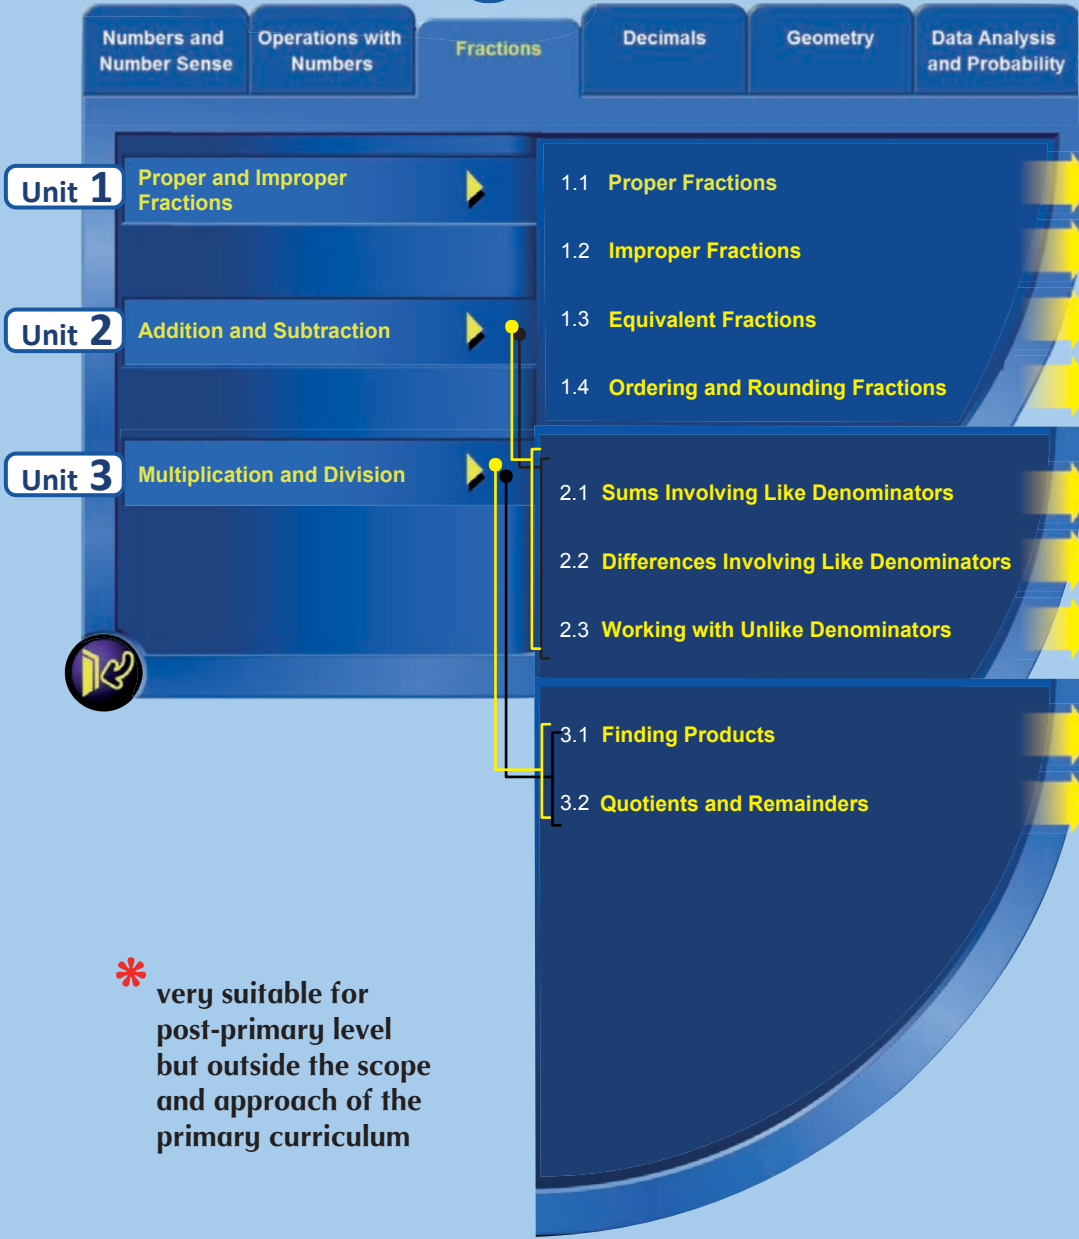 Numbers and
Number Sense
Operations with
Numbers
Fractions
Decimals
Geometry
Data Analysis
and Probability
Unit 1
Proper and Improper
Fractions
1.1 Proper Fractions
1.2 Improper Fractions
1.3 Equivalent Fractions
1.4 Ordering and Rounding Fractions
Unit 2
Addition and Subtraction
2.1 Sums Involving Like Denominators
2.2 Differences Involving Like Denominators
2.3 Working with Unlike Denominators
Unit 3
Multiplication and Division
3.1 Finding Products
3.2 Quotients and Remainders
* very suitable for
post-primary level
but outside the scope
and approach of the
primary curriculum